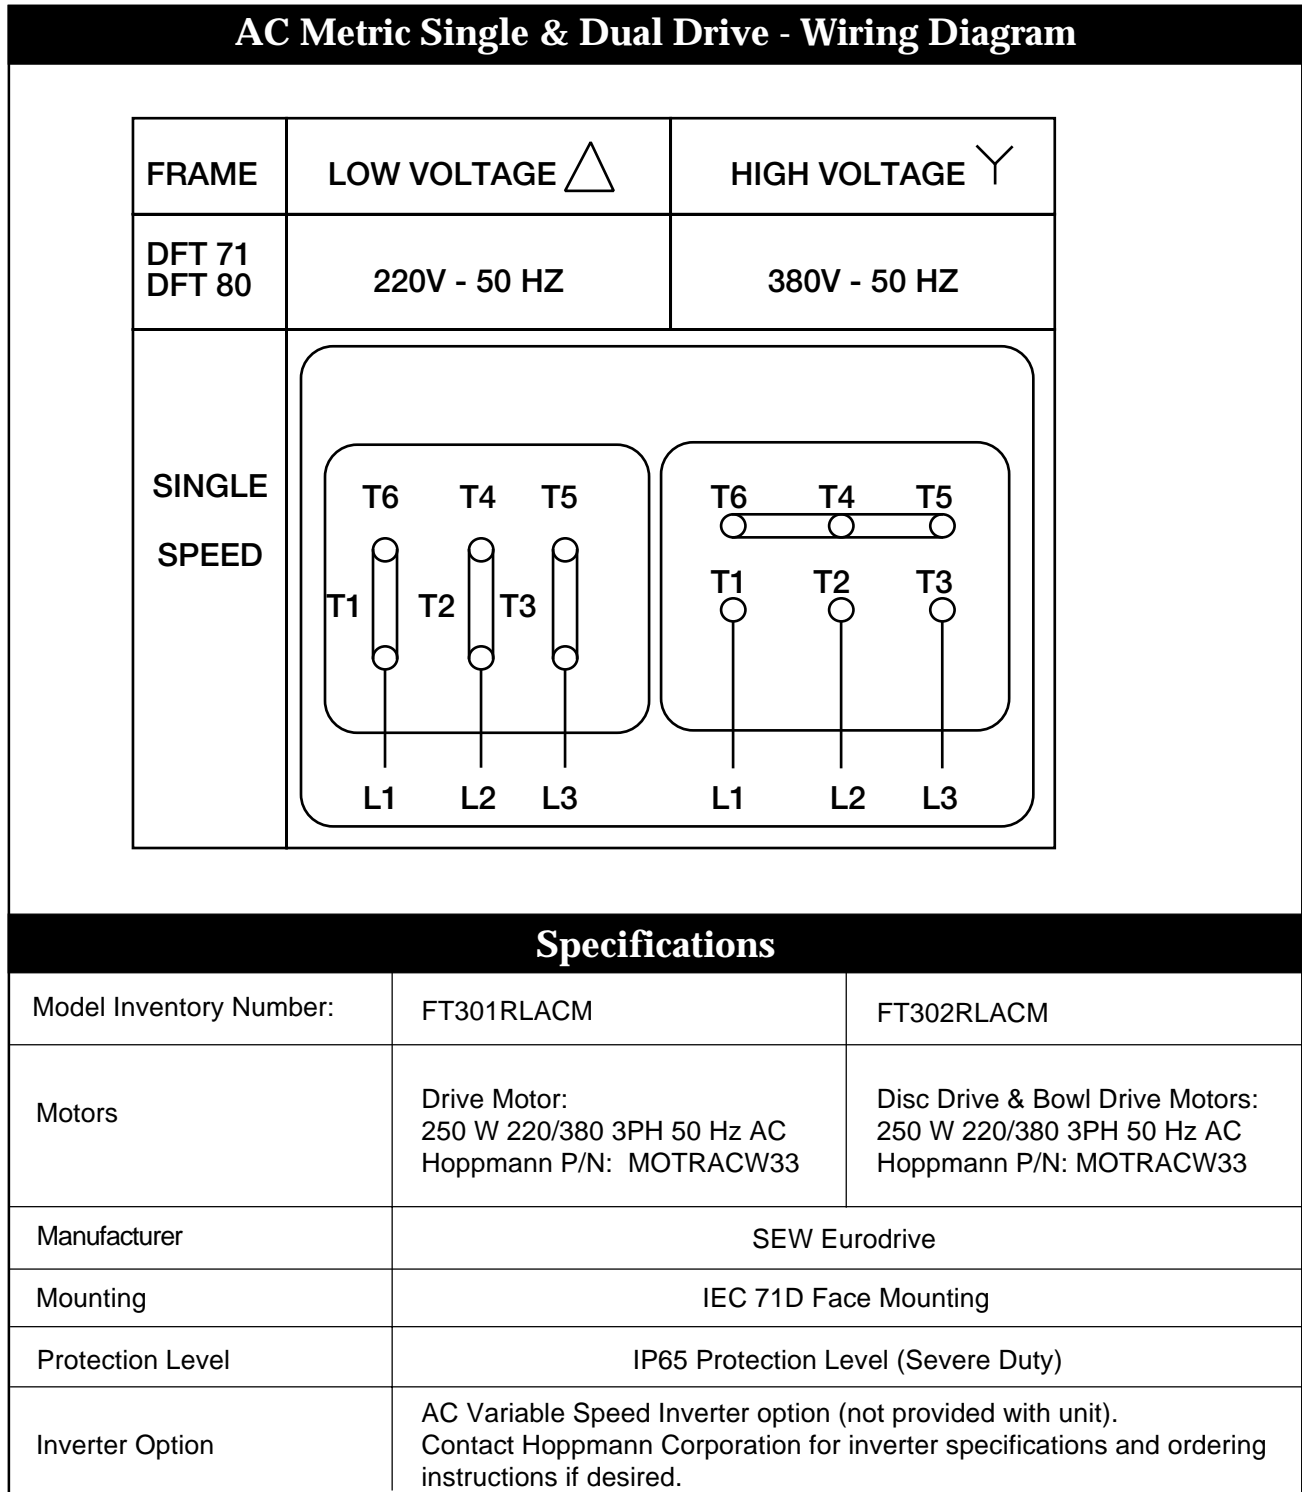 AC Metric Single & Dual Drive - Wiring Diagram
FRAME
LOW VOLTAGE
HIGH VOLTAGE
DFT 71
DFT 80
220V - 50 HZ
380V - 50 HZ
SINGLE
SPEED
T6 T4 T5
T1 T2 T3
L1 L2 L3
T6 T4 T5
T1 T2 T3
L1 L2 L3
Specifications
Model Inventory Number:
FT301RLACM
FT302RLACM
Motors
Drive Motor:
250 W 220/380 3PH 50 Hz AC
Hoppmann P/N: MOTRACW33
Disc Drive & Bowl Drive Motors:
250 W 220/380 3PH 50 Hz AC
Hoppmann P/N: MOTRACW33
Manufacturer
SEW Eurodrive
Mounting
IEC 71D Face Mounting
Protection Level
IP65 Protection Level (Severe Duty)
Inverter Option
AC Variable Speed Inverter option (not provided with unit).
Contact Hoppmann Corporation for inverter specifications and ordering
instructions if desired.